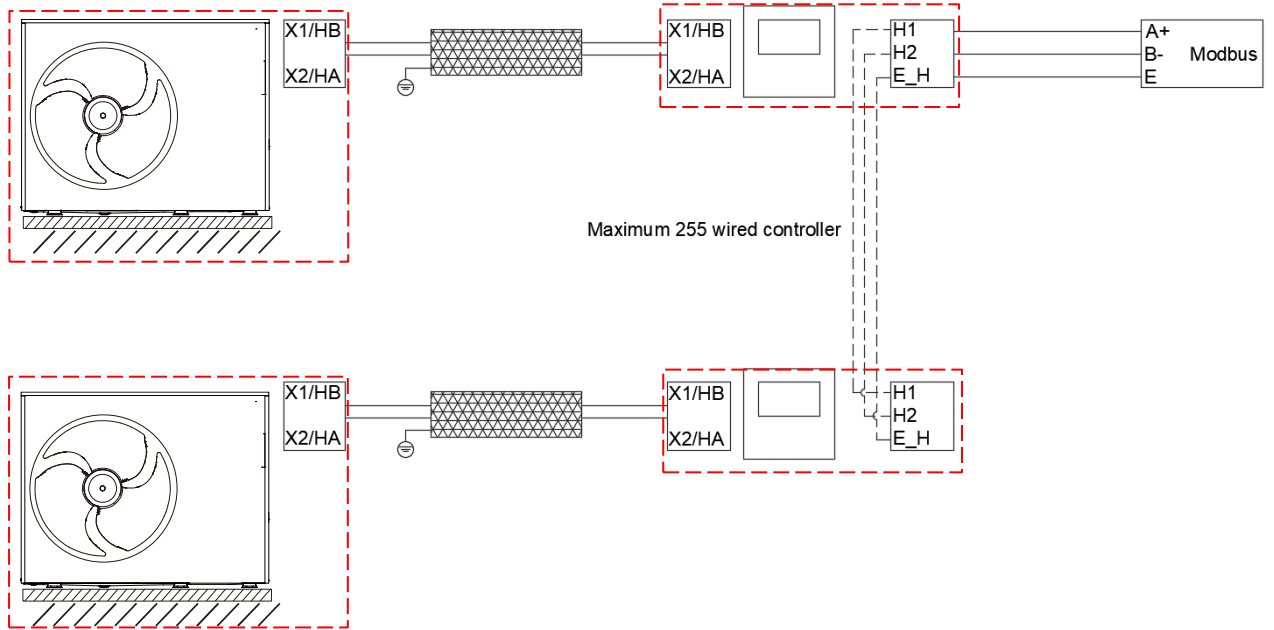 X1/HB
X2/HA
X1/HB
X2/HA
H1
H2
E_H
A+
B-
E
Modbus
Maximum 255 wired controller
X1/HB
X2/HA
X1/HB
X2/HA
H1
H2
E_H